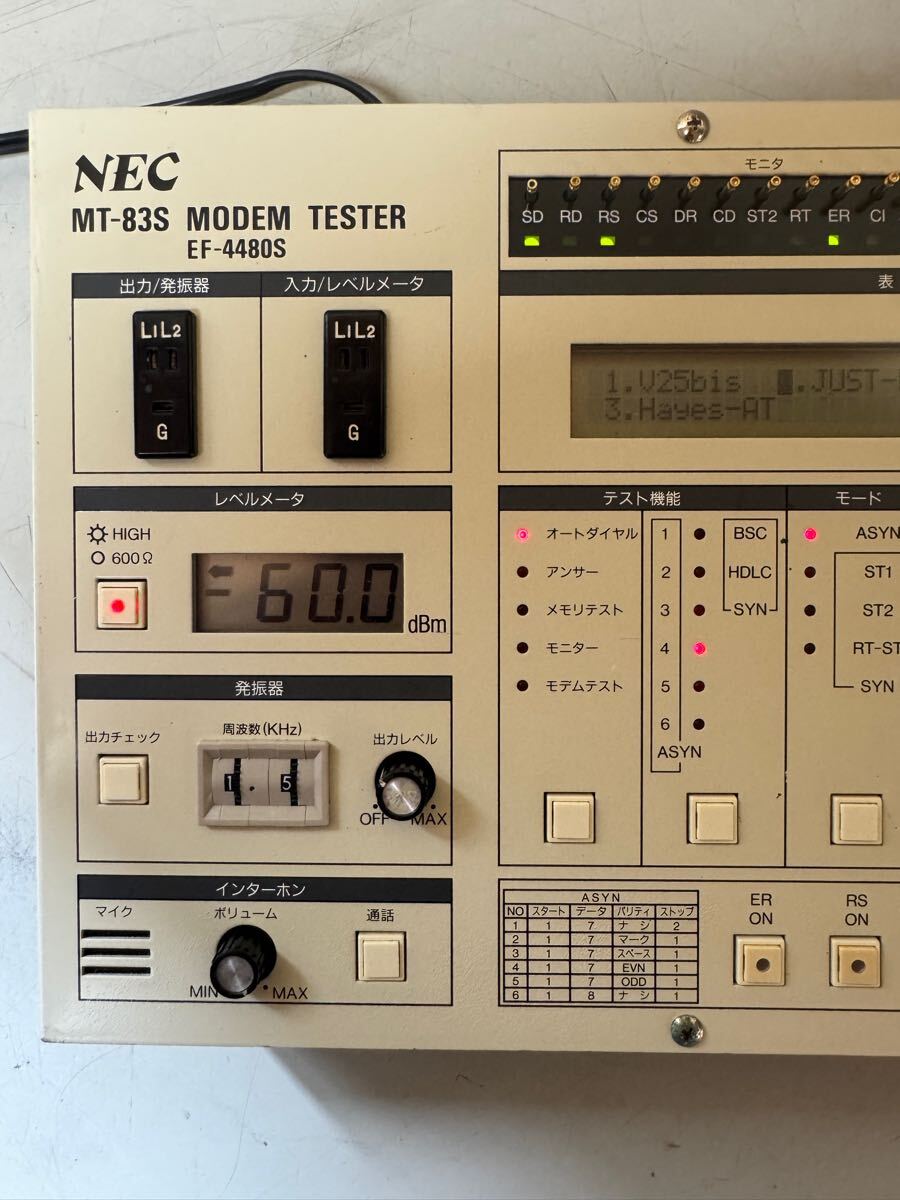 NEC
MT-83S MODEM TESTER
EF-4480S
出力/発振器
入力/レベルメータ
L1 L2
G
L1 L2
G
レベルメータ
HIGH
600Ω
-60.0
dBm
発振器
出力チェック
周波数(KHz)
出力レベル
1.5
OFF MAX
インターホン
マイク
ボリューム
通話
MIN MAX
モニタ
SD RD RS CS DR CD ST2 RT ER CI
表
1.V25bis .JUST-
3.Hayes-AT
テスト機能
モード
オートダイヤル
アンサー
メモリテスト
モニター
モデムテスト
1
2
3
4
5
6
ASYN
BSC
HDLC
SYN
ASYN
ST1
ST2
RT-ST
SYN
ASYN
NO スタート データ パリティ ストップ
1 1 7 ナシ 2
2 1 7 マーク 1
3 1 7 スペース 1
4 1 7 EVN 1
5 1 7 ODD 1
6 1 8 ナシ 1
ER
ON
RS
ON